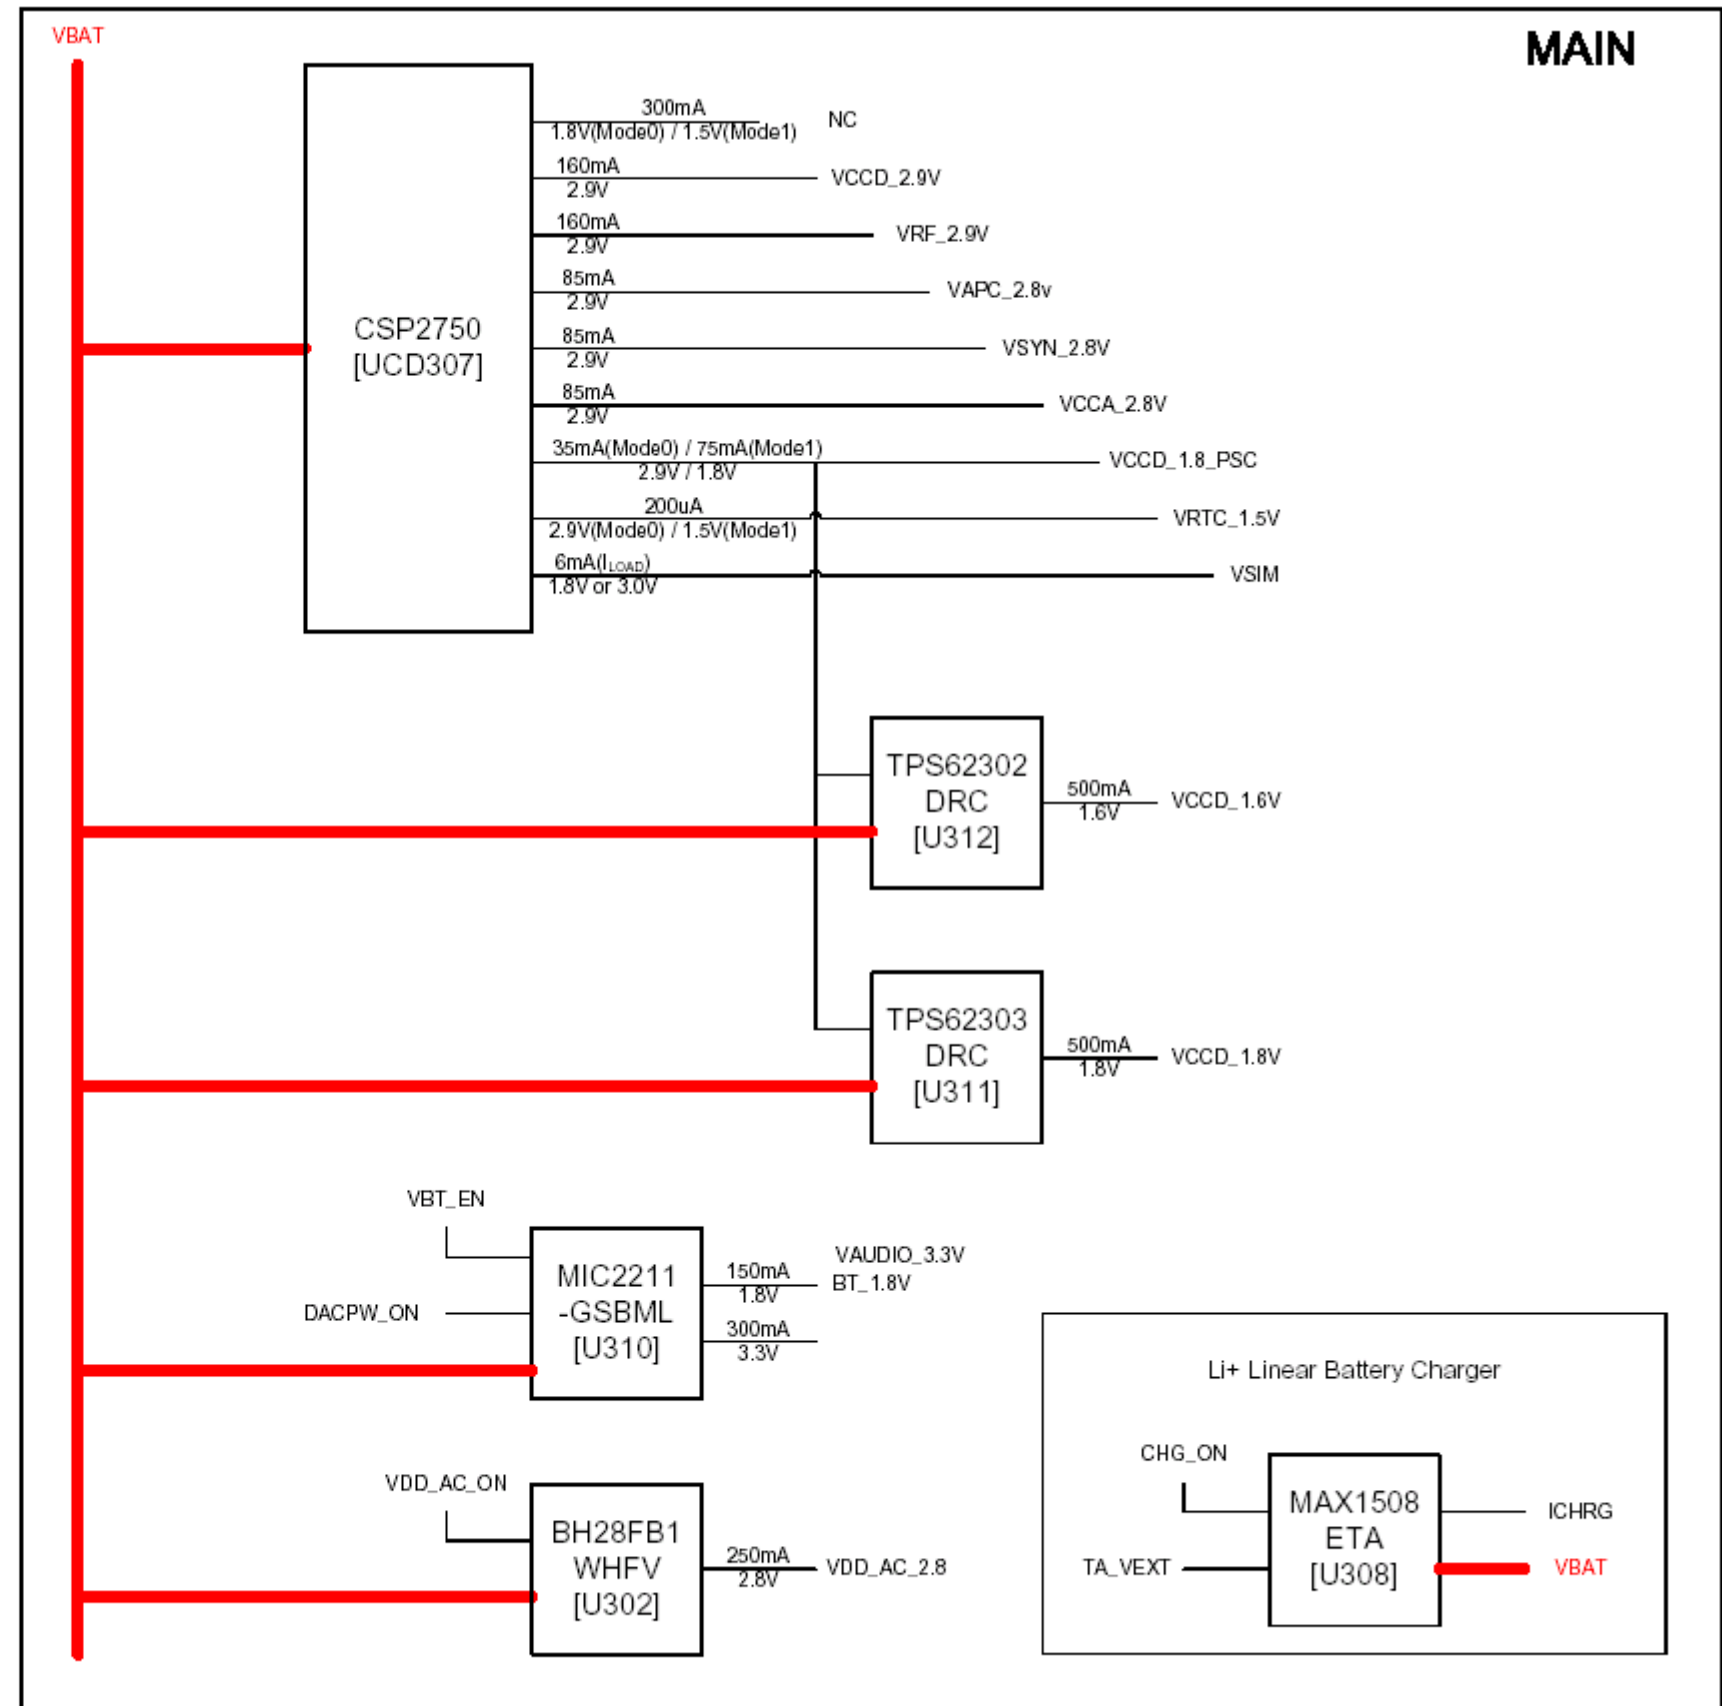 VBAT
MAIN
300mA
1.8V(Mode0) / 1.5V(Mode1)
NC
160mA
2.9V
VCCD_2.9V
160mA
2.9V
VRF_2.9V
85mA
2.9V
VAPC_2.8v
CSP2750
[UCD307]
85mA
2.9V
VSYN_2.8V
85mA
2.9V
VCCA_2.8V
35mA(Mode0) / 75mA(Mode1)
2.9V / 1.8V
VCCD_1.8_PSC
200uA
2.9V(Mode0) / 1.5V(Mode1)
VRTC_1.5V
6mA(ILOAD)
1.8V or 3.0V
VSIM
TPS62302
DRC
[U312]
500mA
1.6V
VCCD_1.6V
TPS62303
DRC
[U311]
500mA
1.8V
VCCD_1.8V
VBT_EN
DACPW_ON
MIC2211
-GSBML
[U310]
150mA
1.8V
VAUDIO_3.3V
BT_1.8V
300mA
3.3V
VDD_AC_ON
BH28FB1
WHFV
[U302]
250mA
2.8V
VDD_AC_2.8
Li+ Linear Battery Charger
CHG_ON
TA_VEXT
MAX1508
ETA
[U308]
ICHRG
VBAT